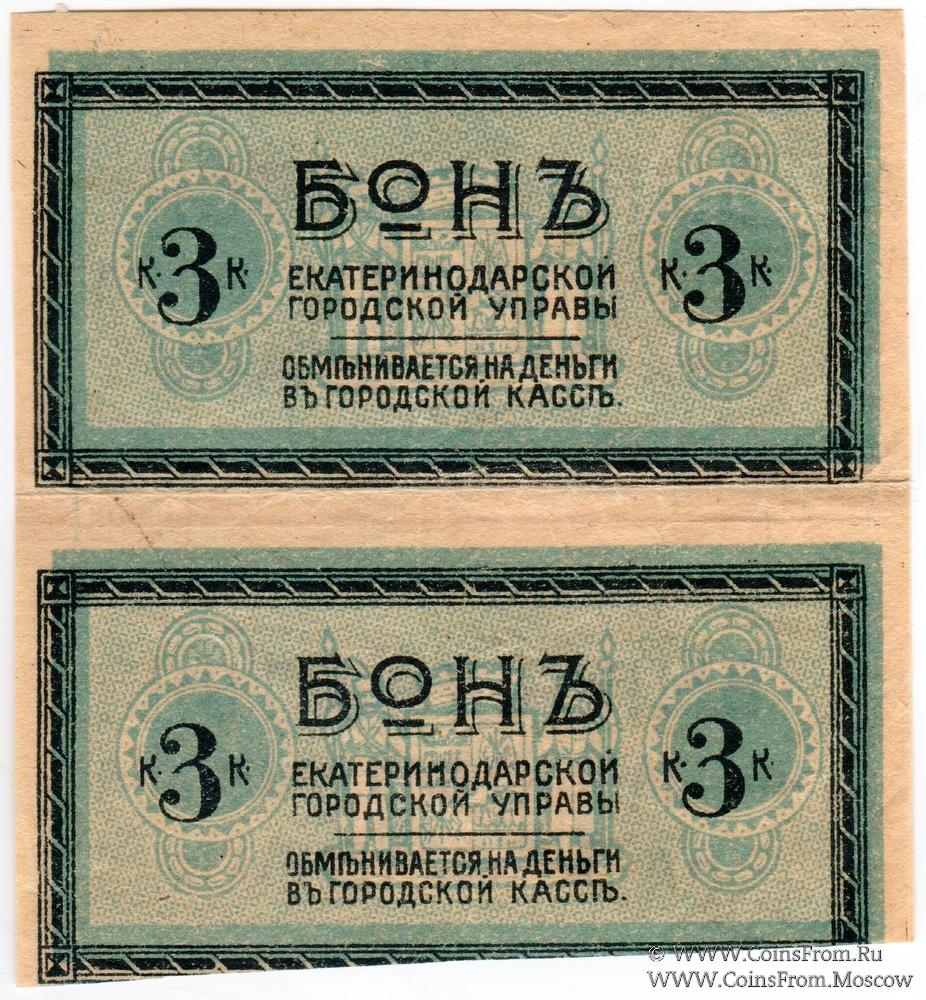 БОНЪ
К. 3 К.
ЕКАТЕРИНОДАРСКОЙ
К. 3 К.
ГОРОДСКОЙ УПРАВЫ
ОБМѢНИВАЕТСЯ НА ДЕНЬГИ
ВЪ ГОРОДСКОЙ КАССѢ.
БОНЪ
К. 3 К.
ЕКАТЕРИНОДАРСКОЙ
К. 3 К.
ГОРОДСКОЙ УПРАВЫ
ОБМѢНИВАЕТСЯ НА ДЕНЬГИ
ВЪ ГОРОДСКОЙ КАССѢ.
© WWW.CoinsFrom.Ru
© WWW.CoinsFrom.Moscow